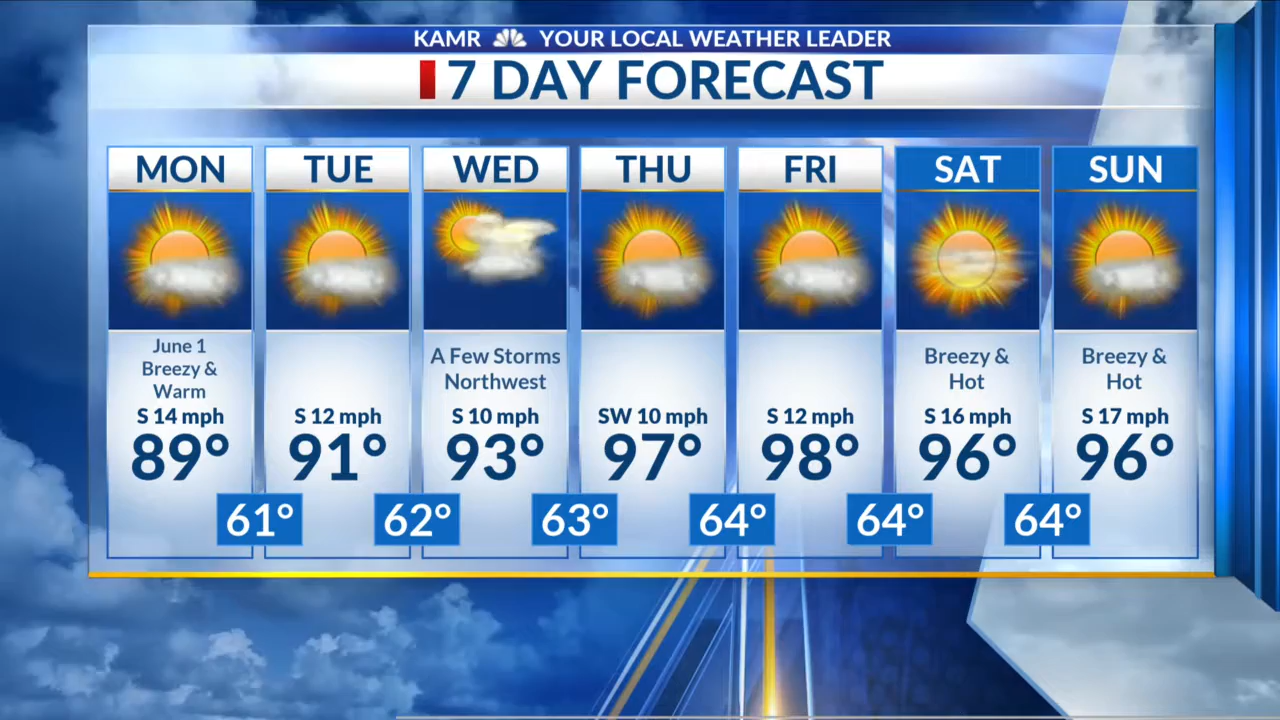 KAMR YOUR LOCAL WEATHER LEADER
7 DAY FORECAST
MON
June 1
Breezy &
Warm
S 14 mph
89°
61°
TUE
S 12 mph
91°
62°
WED
A Few Storms
Northwest
S 10 mph
93°
63°
THU
SW 10 mph
97°
64°
FRI
S 12 mph
98°
64°
SAT
Breezy &
Hot
S 16 mph
96°
64°
SUN
Breezy &
Hot
S 17 mph
96°